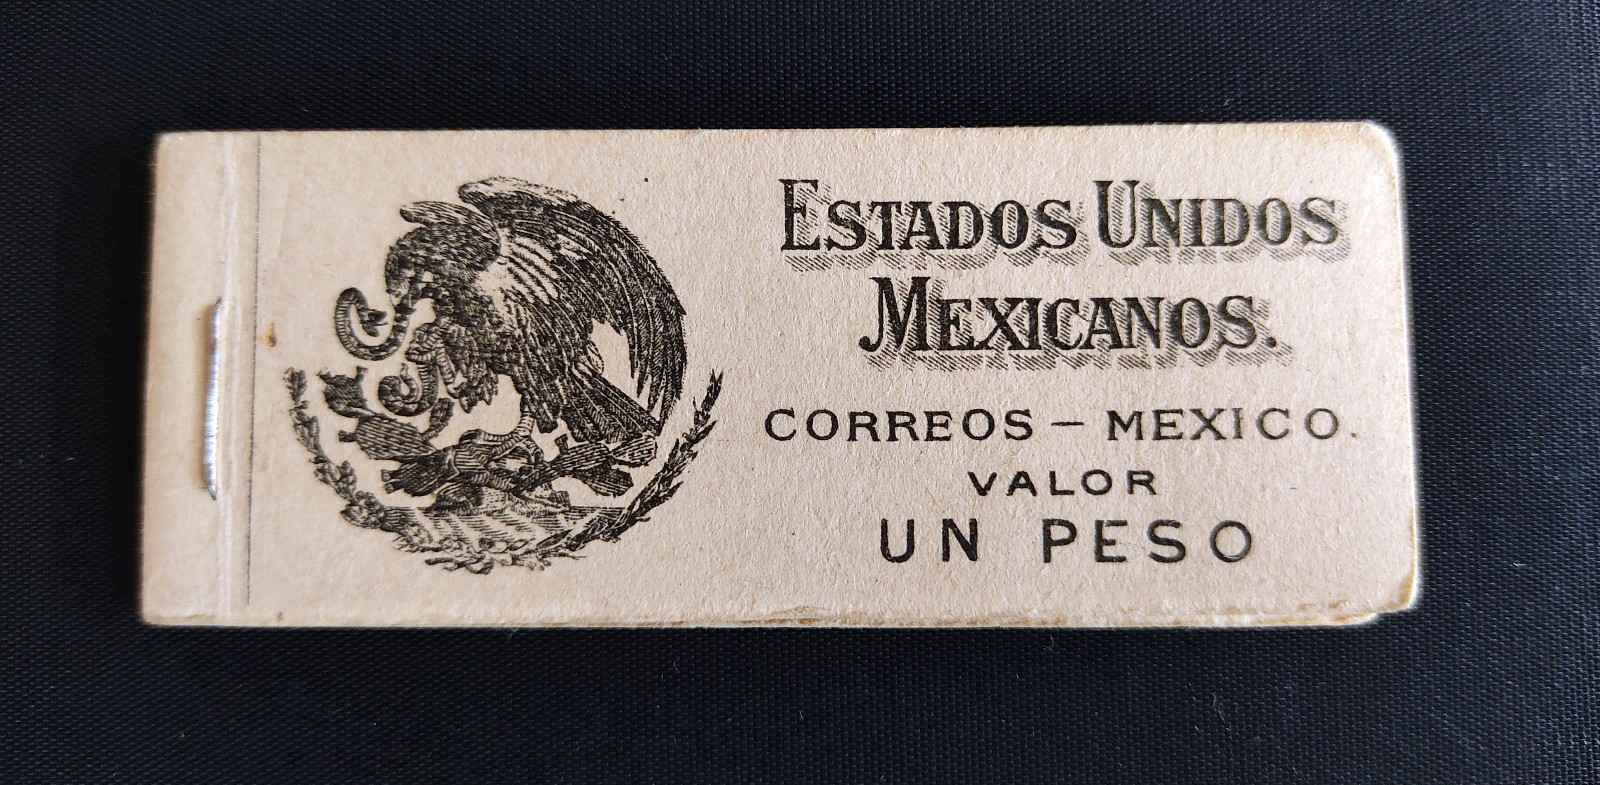 ESTADOS UNIDOS
MEXICANOS.
CORREOS – MEXICO.
VALOR
UN PESO